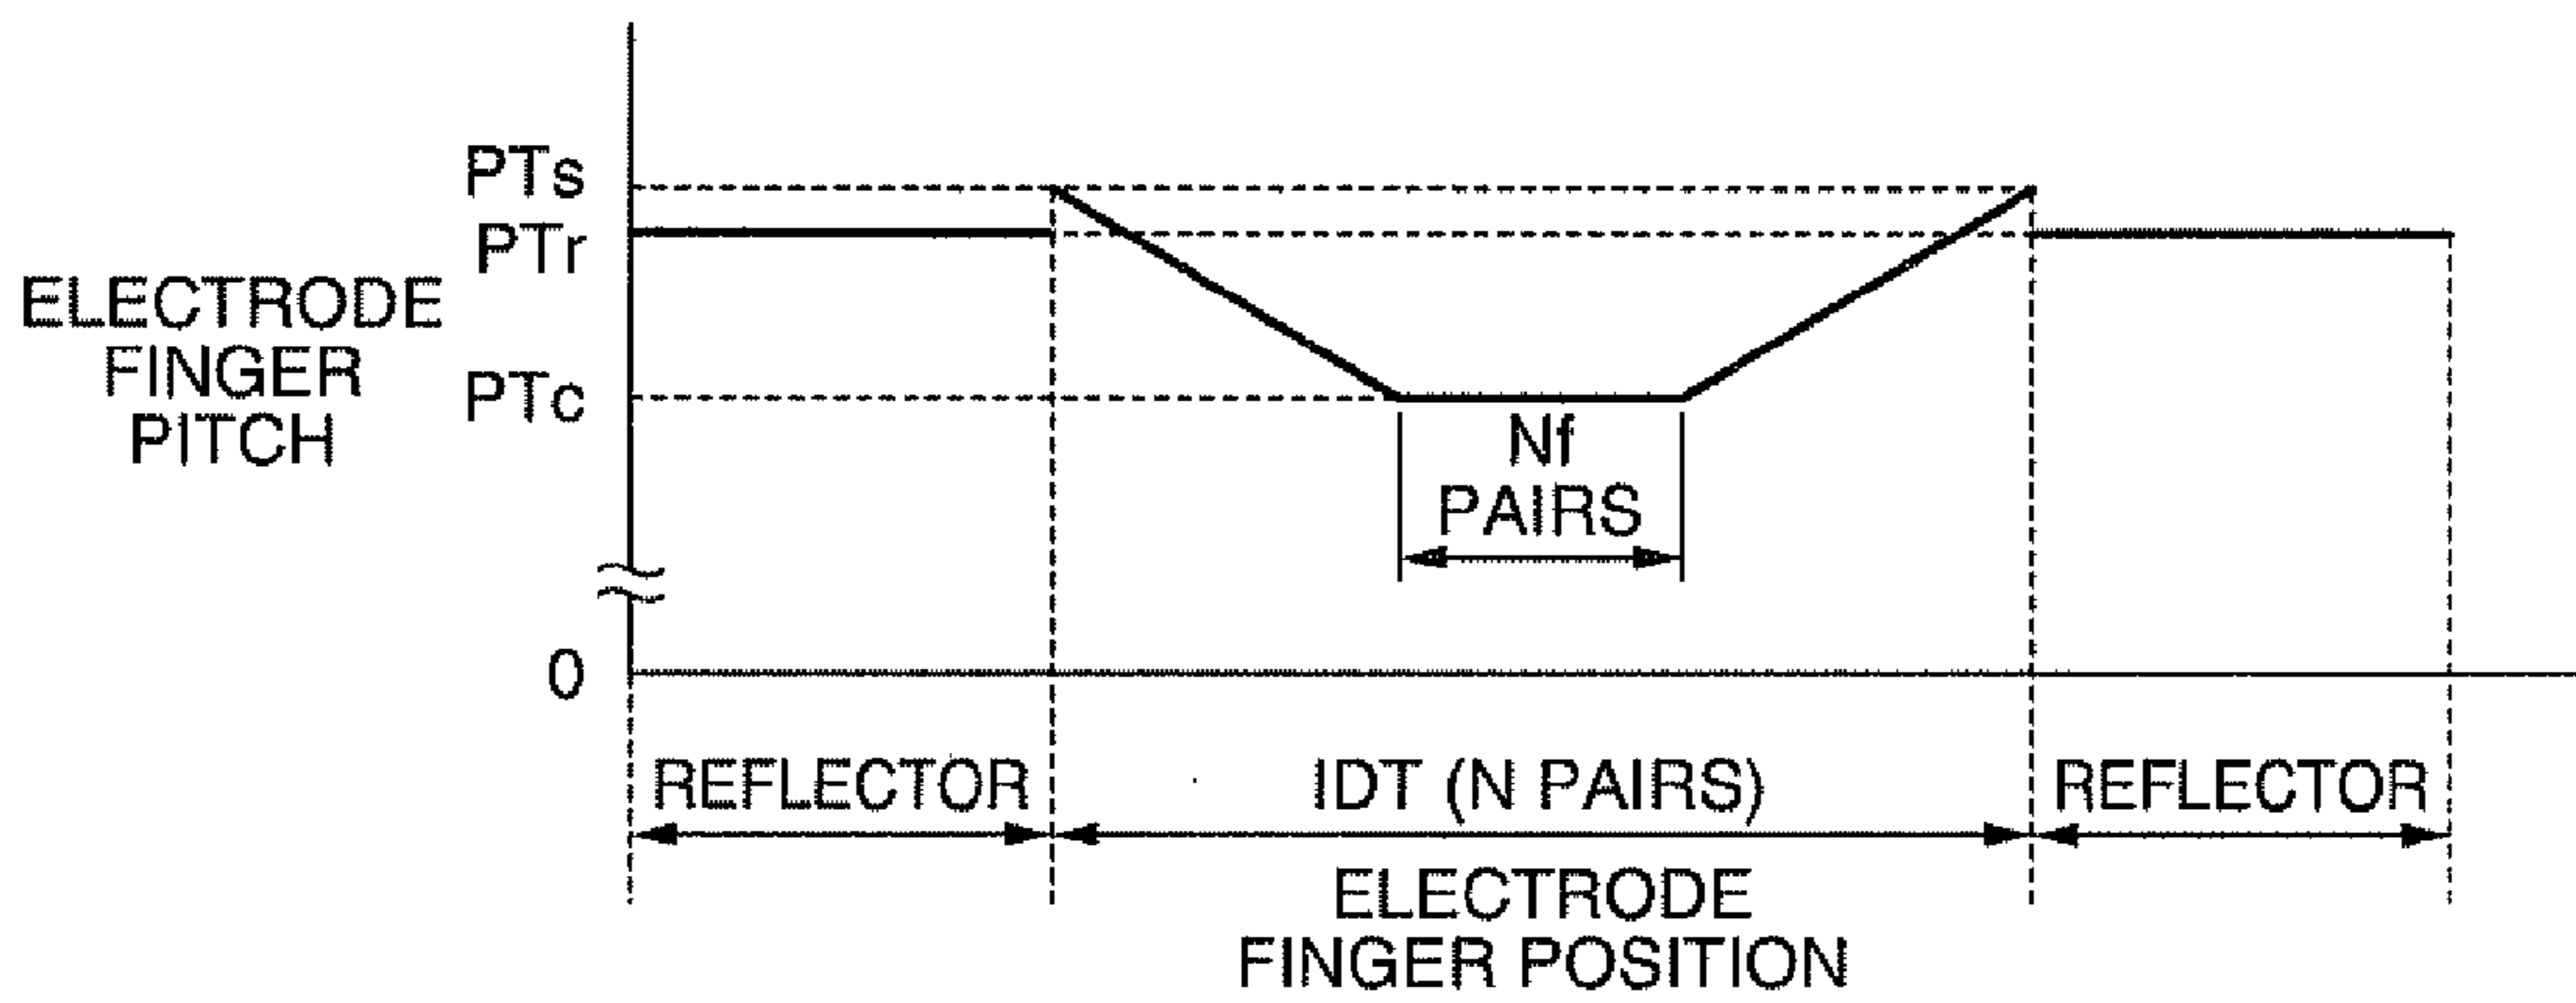 PTs
PTr
ELECTRODE
FINGER
PITCH
PTc
Nf
PAIRS
0
REFLECTOR
IDT (N PAIRS)
REFLECTOR
ELECTRODE
FINGER POSITION